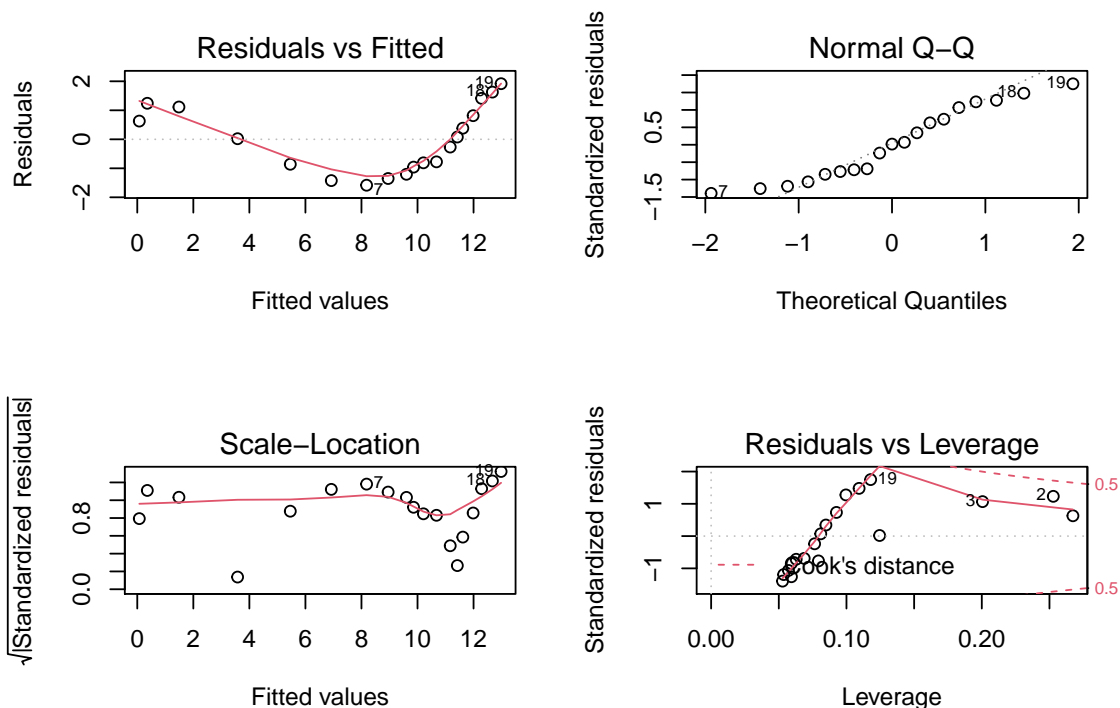 Residuals vs Fitted
Residuals
2
0
−2
19
18
7
0 2 4 6 8 10 12
Fitted values
Normal Q−Q
Standardized residuals
0.5
−1.5
18
19
7
−2 −1 0 1 2
Theoretical Quantiles
Scale−Location
√|Standardized residuals|
0.8
0.0
19
18
7
0 2 4 6 8 10 12
Fitted values
Residuals vs Leverage
Standardized residuals
1
−1
19
3
2
0.5
0.5
Cook's distance
0.00 0.10 0.20
Leverage